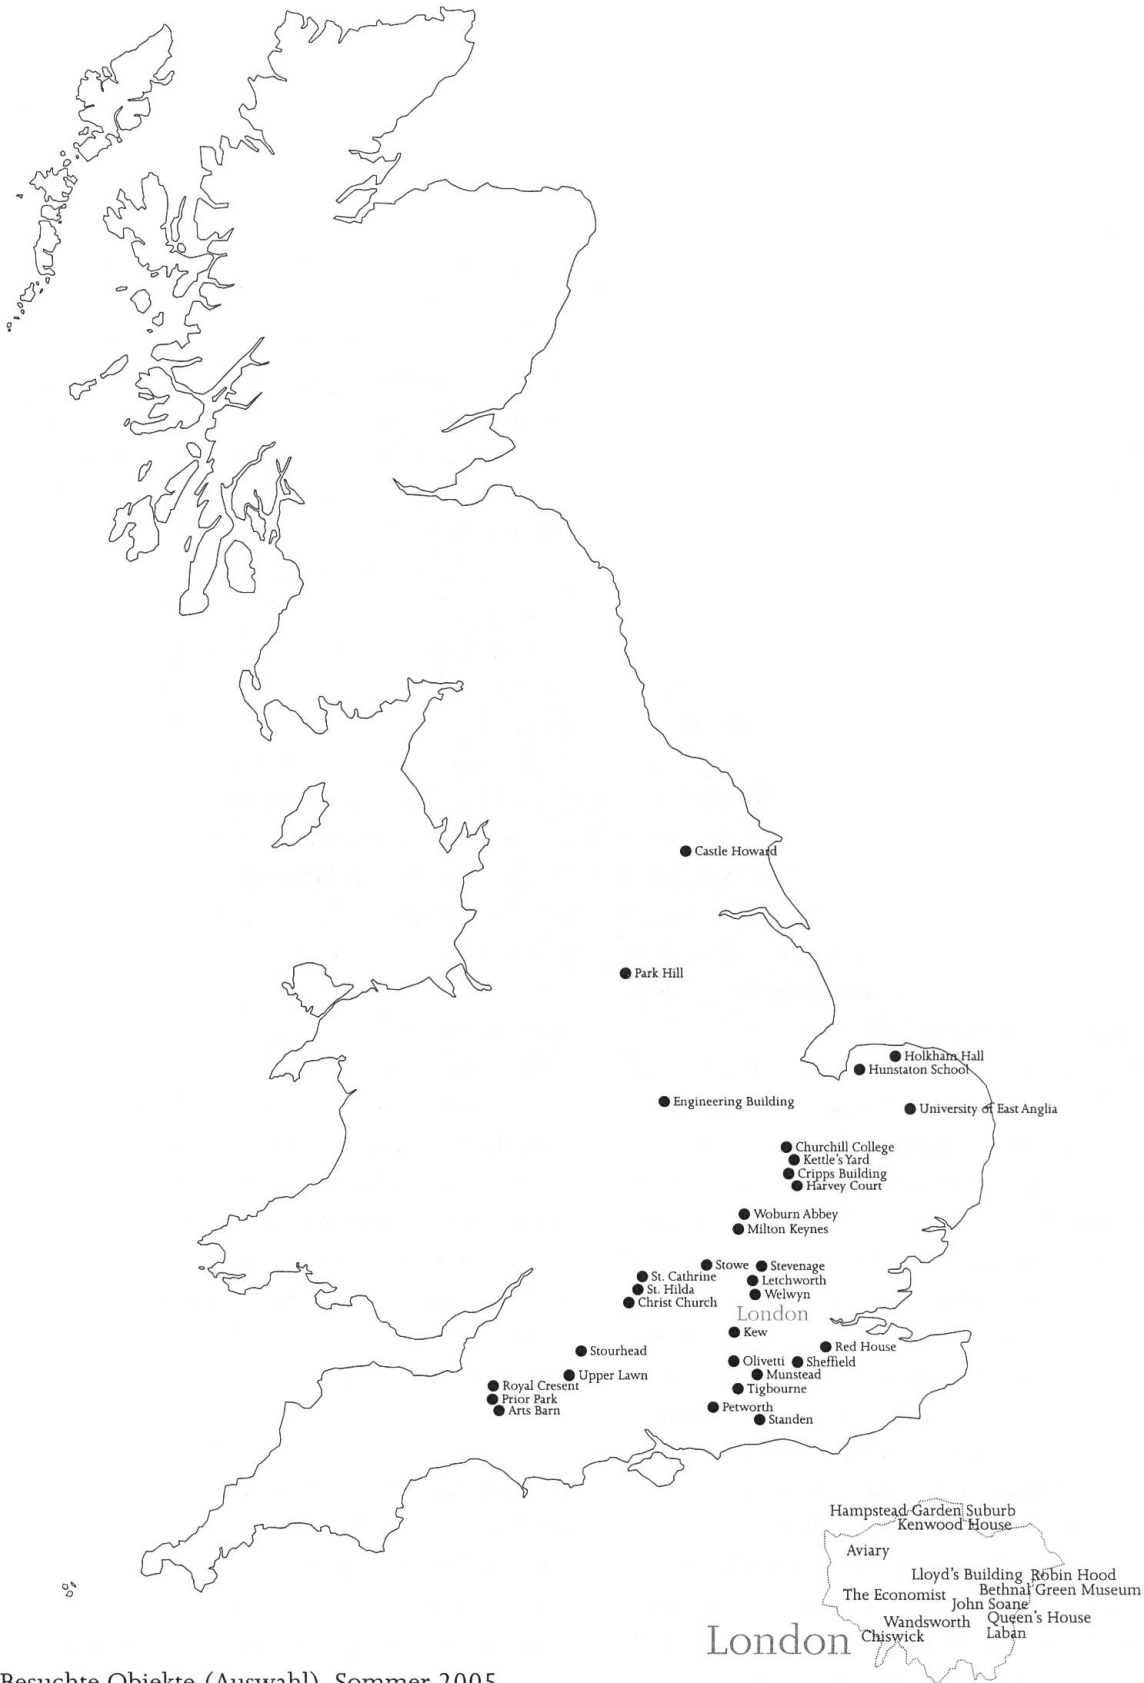 Castle Howard
Park Hill
Holkham Hall
Hunstaton School
Engineering Building
University of East Anglia
Churchill College
Kettle's Yard
Cripps Building
Harvey Court
Woburn Abbey
Milton Keynes
Stowe
Stevenage
St. Cathrine
Letchworth
St. Hilda
Welwyn
Christ Church
London
Kew
Red House
Stourhead
Olivetti
Sheffield
Upper Lawn
Munstead
Royal Cresent
Tigbourne
Prior Park
Petworth
Arts Barn
Standen
Hampstead Garden Suburb
Kenwood House
Aviary
Lloyd's Building
Robin Hood
The Economist
Bethnal Green Museum
John Soane
Wandsworth
Queen's House
Chiswick
Laban
London
Besuchte Objekte (Auswahl), Sommer 2005